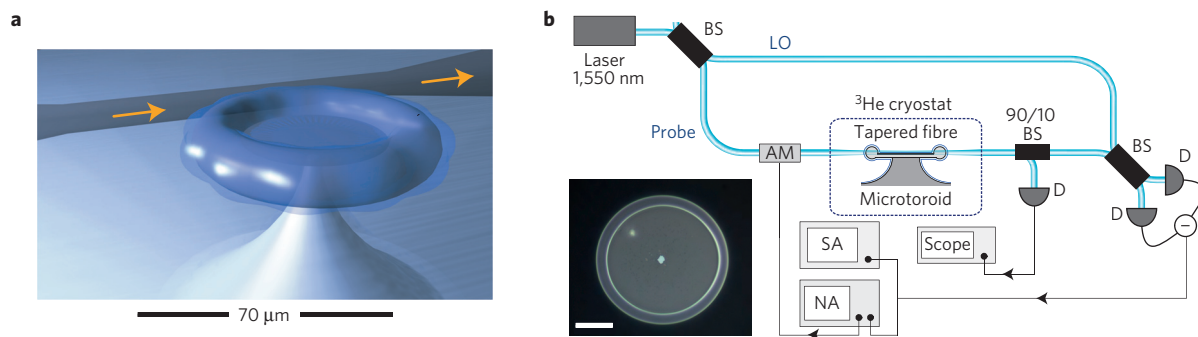 a
70 μm
b
Laser
1,550 nm
BS
LO
Probe
AM
³He cryostat
Tapered fibre
Microtoroid
90/10
BS
BS
D
D
D
−
SA
Scope
NA